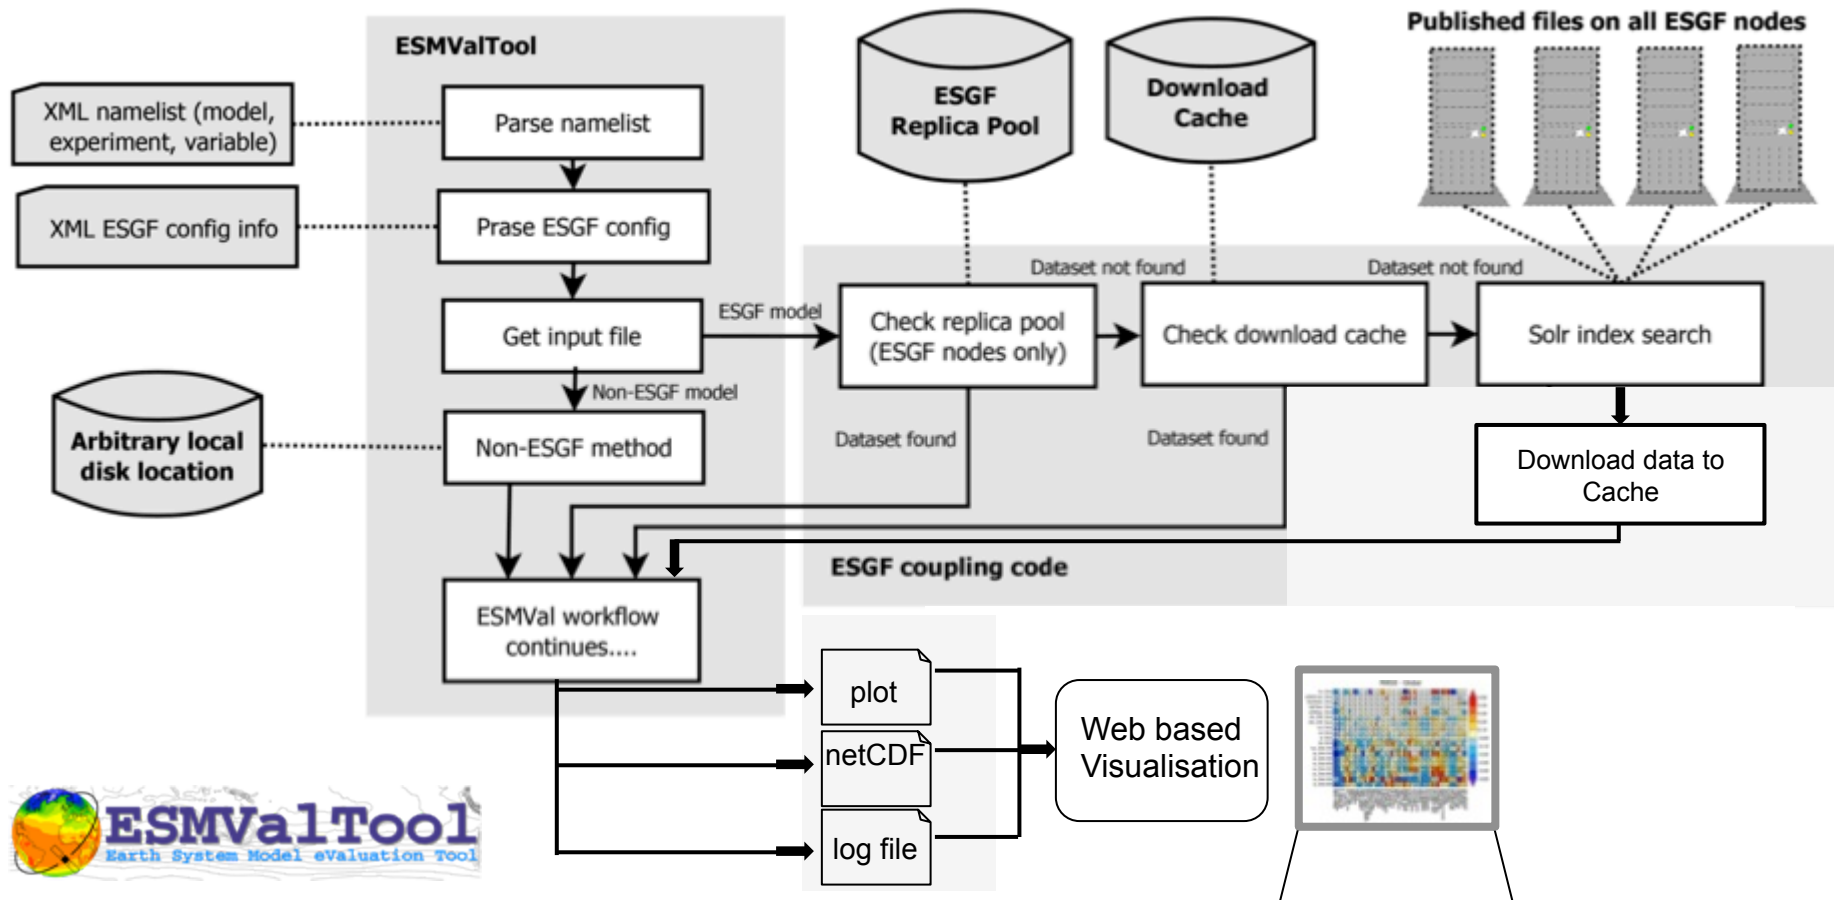 ESMValTool
XML namelist (model,
experiment, variable)
XML ESGF config info
Parse namelist
Prase ESGF config
Get input file
ESGF model
Non-ESGF model
Non-ESGF method
Arbitrary local
disk location
ESMVal workflow
continues....
ESGF
Replica Pool
Download
Cache
Published files on all ESGF nodes
Dataset not found
Dataset not found
Check replica pool
(ESGF nodes only)
Check download cache
Solr index search
Dataset found
Dataset found
Download data to
Cache
ESGF coupling code
plot
netCDF
log file
Web based
Visualisation
ESMValTool
Earth System Model eValuation Tool